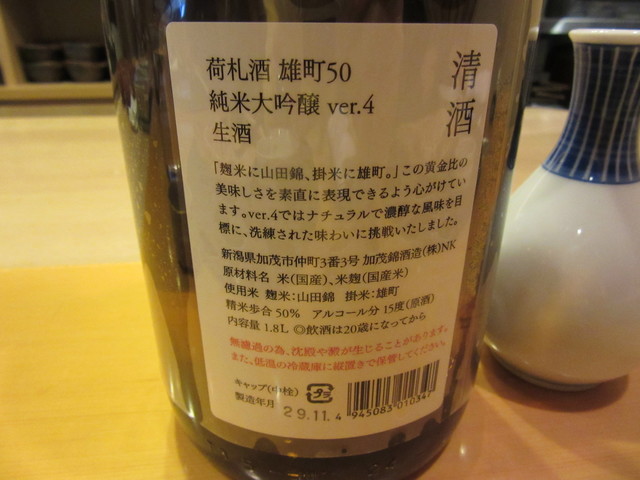 清酒
荷札酒 雄町50
純米大吟醸 ver.4
生酒
「麹米に山田錦、掛米に雄町。」この黄金比の
美味しさを素直に表現できるよう心がけてい
ます。ver.4ではナチュラルで濃醇な風味を目
標に、洗練された味わいに挑戦いたしました。
新潟県加茂市仲町3番3号 加茂錦酒造(株)NK
原材料名 米(国産)、米麹(国産米)
使用米 麹米:山田錦 掛米:雄町
精米歩合 50% アルコール分 15度(原酒)
内容量 1.8L ◎飲酒は20歳になってから
無濾過の為、沈殿や澱が生じることがあります。
また、低温の冷蔵庫に縦置きで保管してください。
キャップ(中栓)
製造年月 29.11.4
4 945083 010347